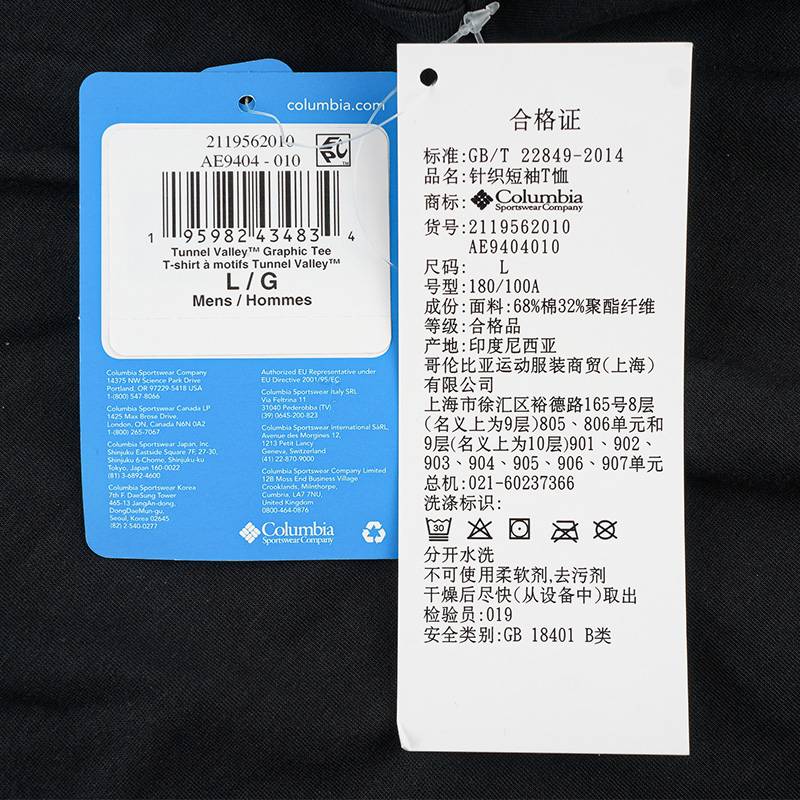 columbia.com
2119562010
AE9404 - 010
EPC
1 95982 43483 4
Tunnel Valley™ Graphic Tee
T-shirt à motifs Tunnel Valley™
L / G
Mens / Hommes
Columbia Sportswear Company
14375 NW Science Park Drive
Portland, OR 97229-5418 USA
1-(800) 547-8066
Columbia Sportswear Canada LP
1425 Max Brose Drive,
London, ON, Canada N6N 0A2
1-(800) 265-7067
Columbia Sportswear Japan, Inc.
Shinjuku Eastside Square 7F, 27-30,
Shinjuku 6-Chome, Shinjuku-ku
Tokyo, Japan 160-0022
(81) 3-6892-4600
Columbia Sportswear Korea
7th F. DaeSung Tower
465-13 JangAn-dong,
DongDaeMun-gu,
Seoul, Korea 02645
(82) 2-540-0277
Authorized EU Representative under
EU Directive 2001/95/EC:
Columbia Sportswear Italy SRL
Via Feltrina 11
31040 Pederobba (TV)
(39) 0645-200-823
Columbia Sportswear International SàRL,
Avenue des Morgines 12,
1213 Petit Lancy
Geneva, Switzerland
(41) 22-870-9000
Columbia Sportswear Company Limited
12B Moss End Business Village
Crooklands, Milnthorpe,
Cumbria, LA7 7NU,
United Kingdom
0800-464-0876
Columbia
Sportswear Company
合格证
标准:GB/T 22849-2014
品名:针织短袖T恤
商标: Columbia
Sportswear Company
货号:2119562010
AE9404010
尺码: L
号型:180/100A
成份:面料:68%棉32%聚酯纤维
等级:合格品
产地:印度尼西亚
哥伦比亚运动服装商贸(上海)
有限公司
上海市徐汇区裕德路165号8层
(名义上为9层)805、806单元和
9层(名义上为10层)901、902、
903、904、905、906、907单元
总机:021-60237366
洗涤标识:
30
分开水洗
不可使用柔软剂,去污剂
干燥后尽快(从设备中)取出
检验员:019
安全类别:GB 18401 B类